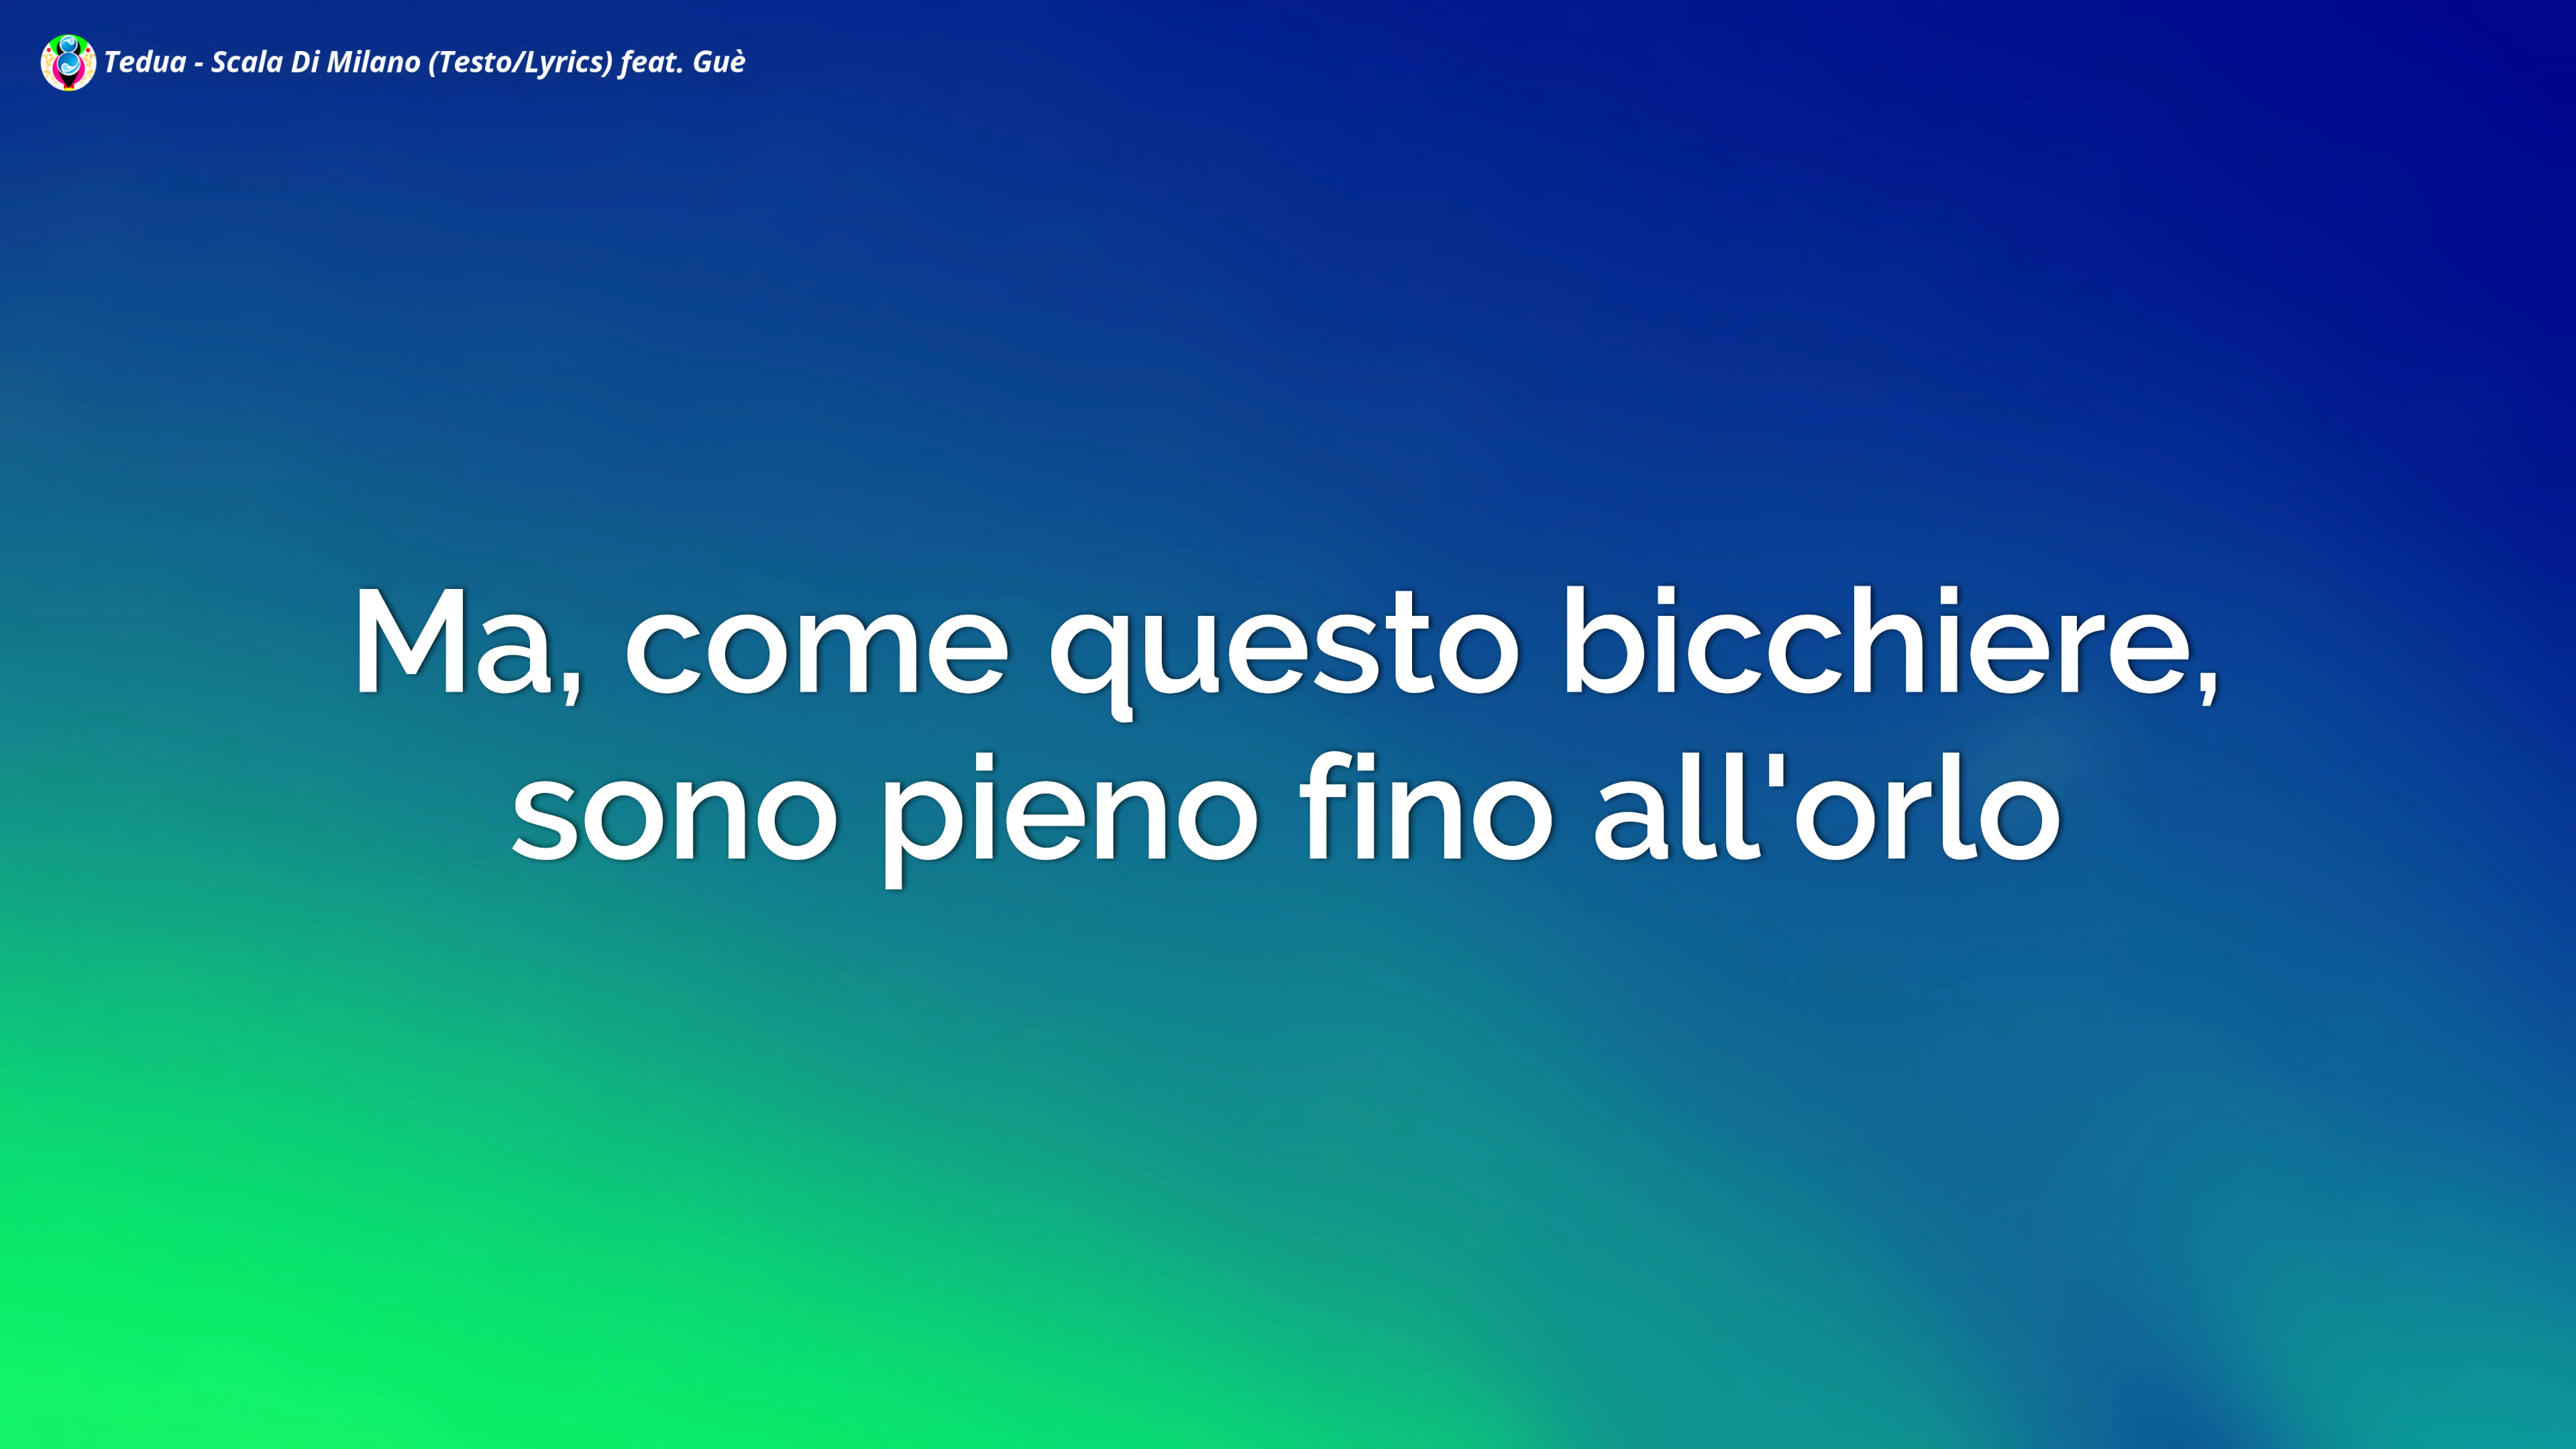 Tedua - Scala Di Milano (Testo/Lyrics) feat. Guè
Ma, come questo bicchiere,
sono pieno fino all'orlo